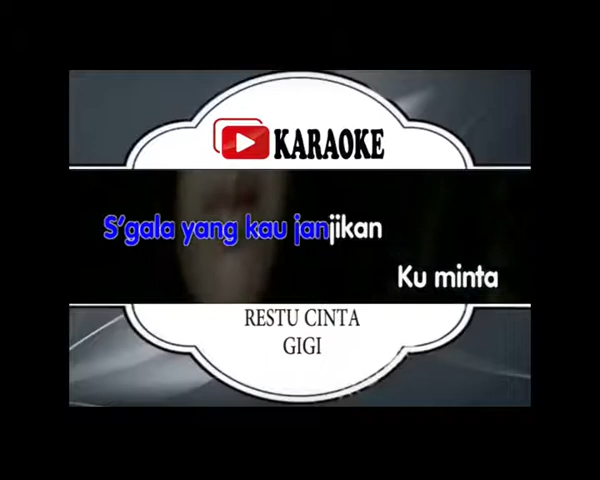 KARAOKE
S'gala yang kau janjikan
Ku minta
RESTU CINTA
GIGI